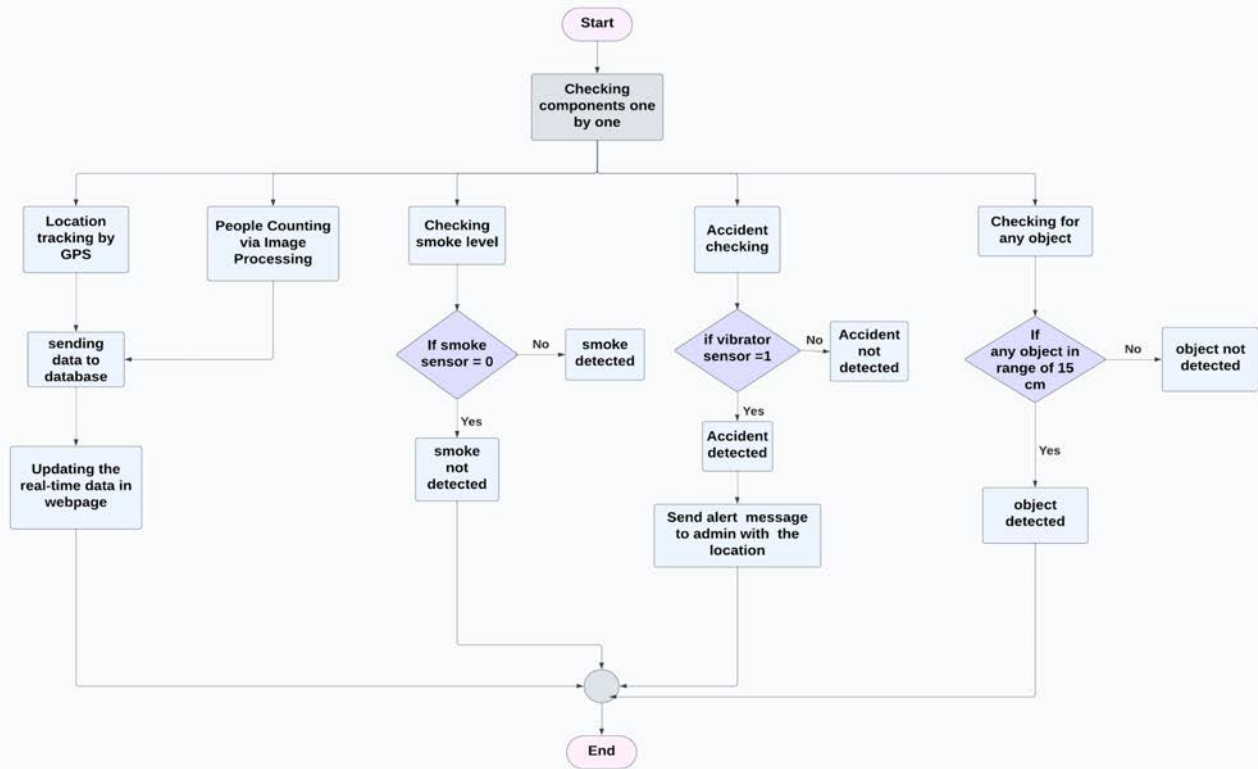 Start
Checking
components one
by one
Location
tracking by
GPS
People Counting
via Image
Processing
Checking
smoke level
Accident
checking
Checking for
any object
sending
data to
database
If smoke
sensor = 0
No
smoke
detected
if vibrator
sensor =1
No
Accident
not
detected
If
any object in
range of 15
cm
No
object not
detected
Yes
Yes
Yes
Updating the
real-time data in
webpage
smoke
not
detected
Accident
detected
Send alert message
to admin with the
location
object
detected
End